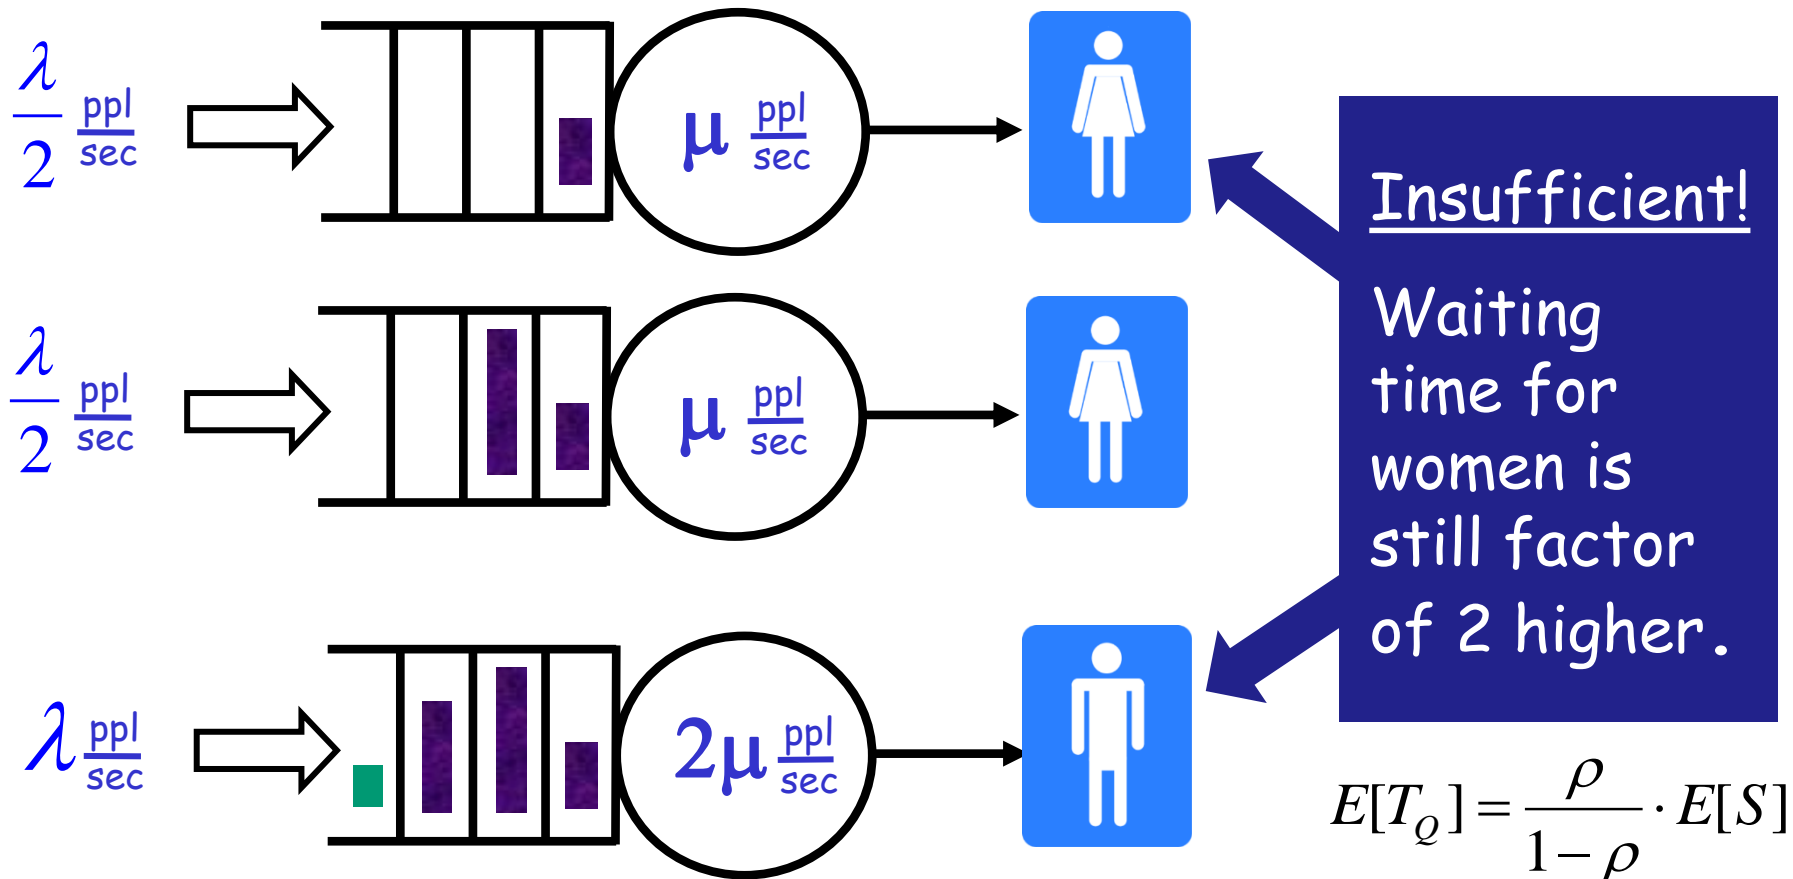 λ/2 ppl/sec
μ ppl/sec
λ/2 ppl/sec
μ ppl/sec
λ ppl/sec
2μ ppl/sec
Insufficient!
Waiting
time for
women is
still factor
of 2 higher.
E[T_Q] = ρ/(1−ρ) · E[S]